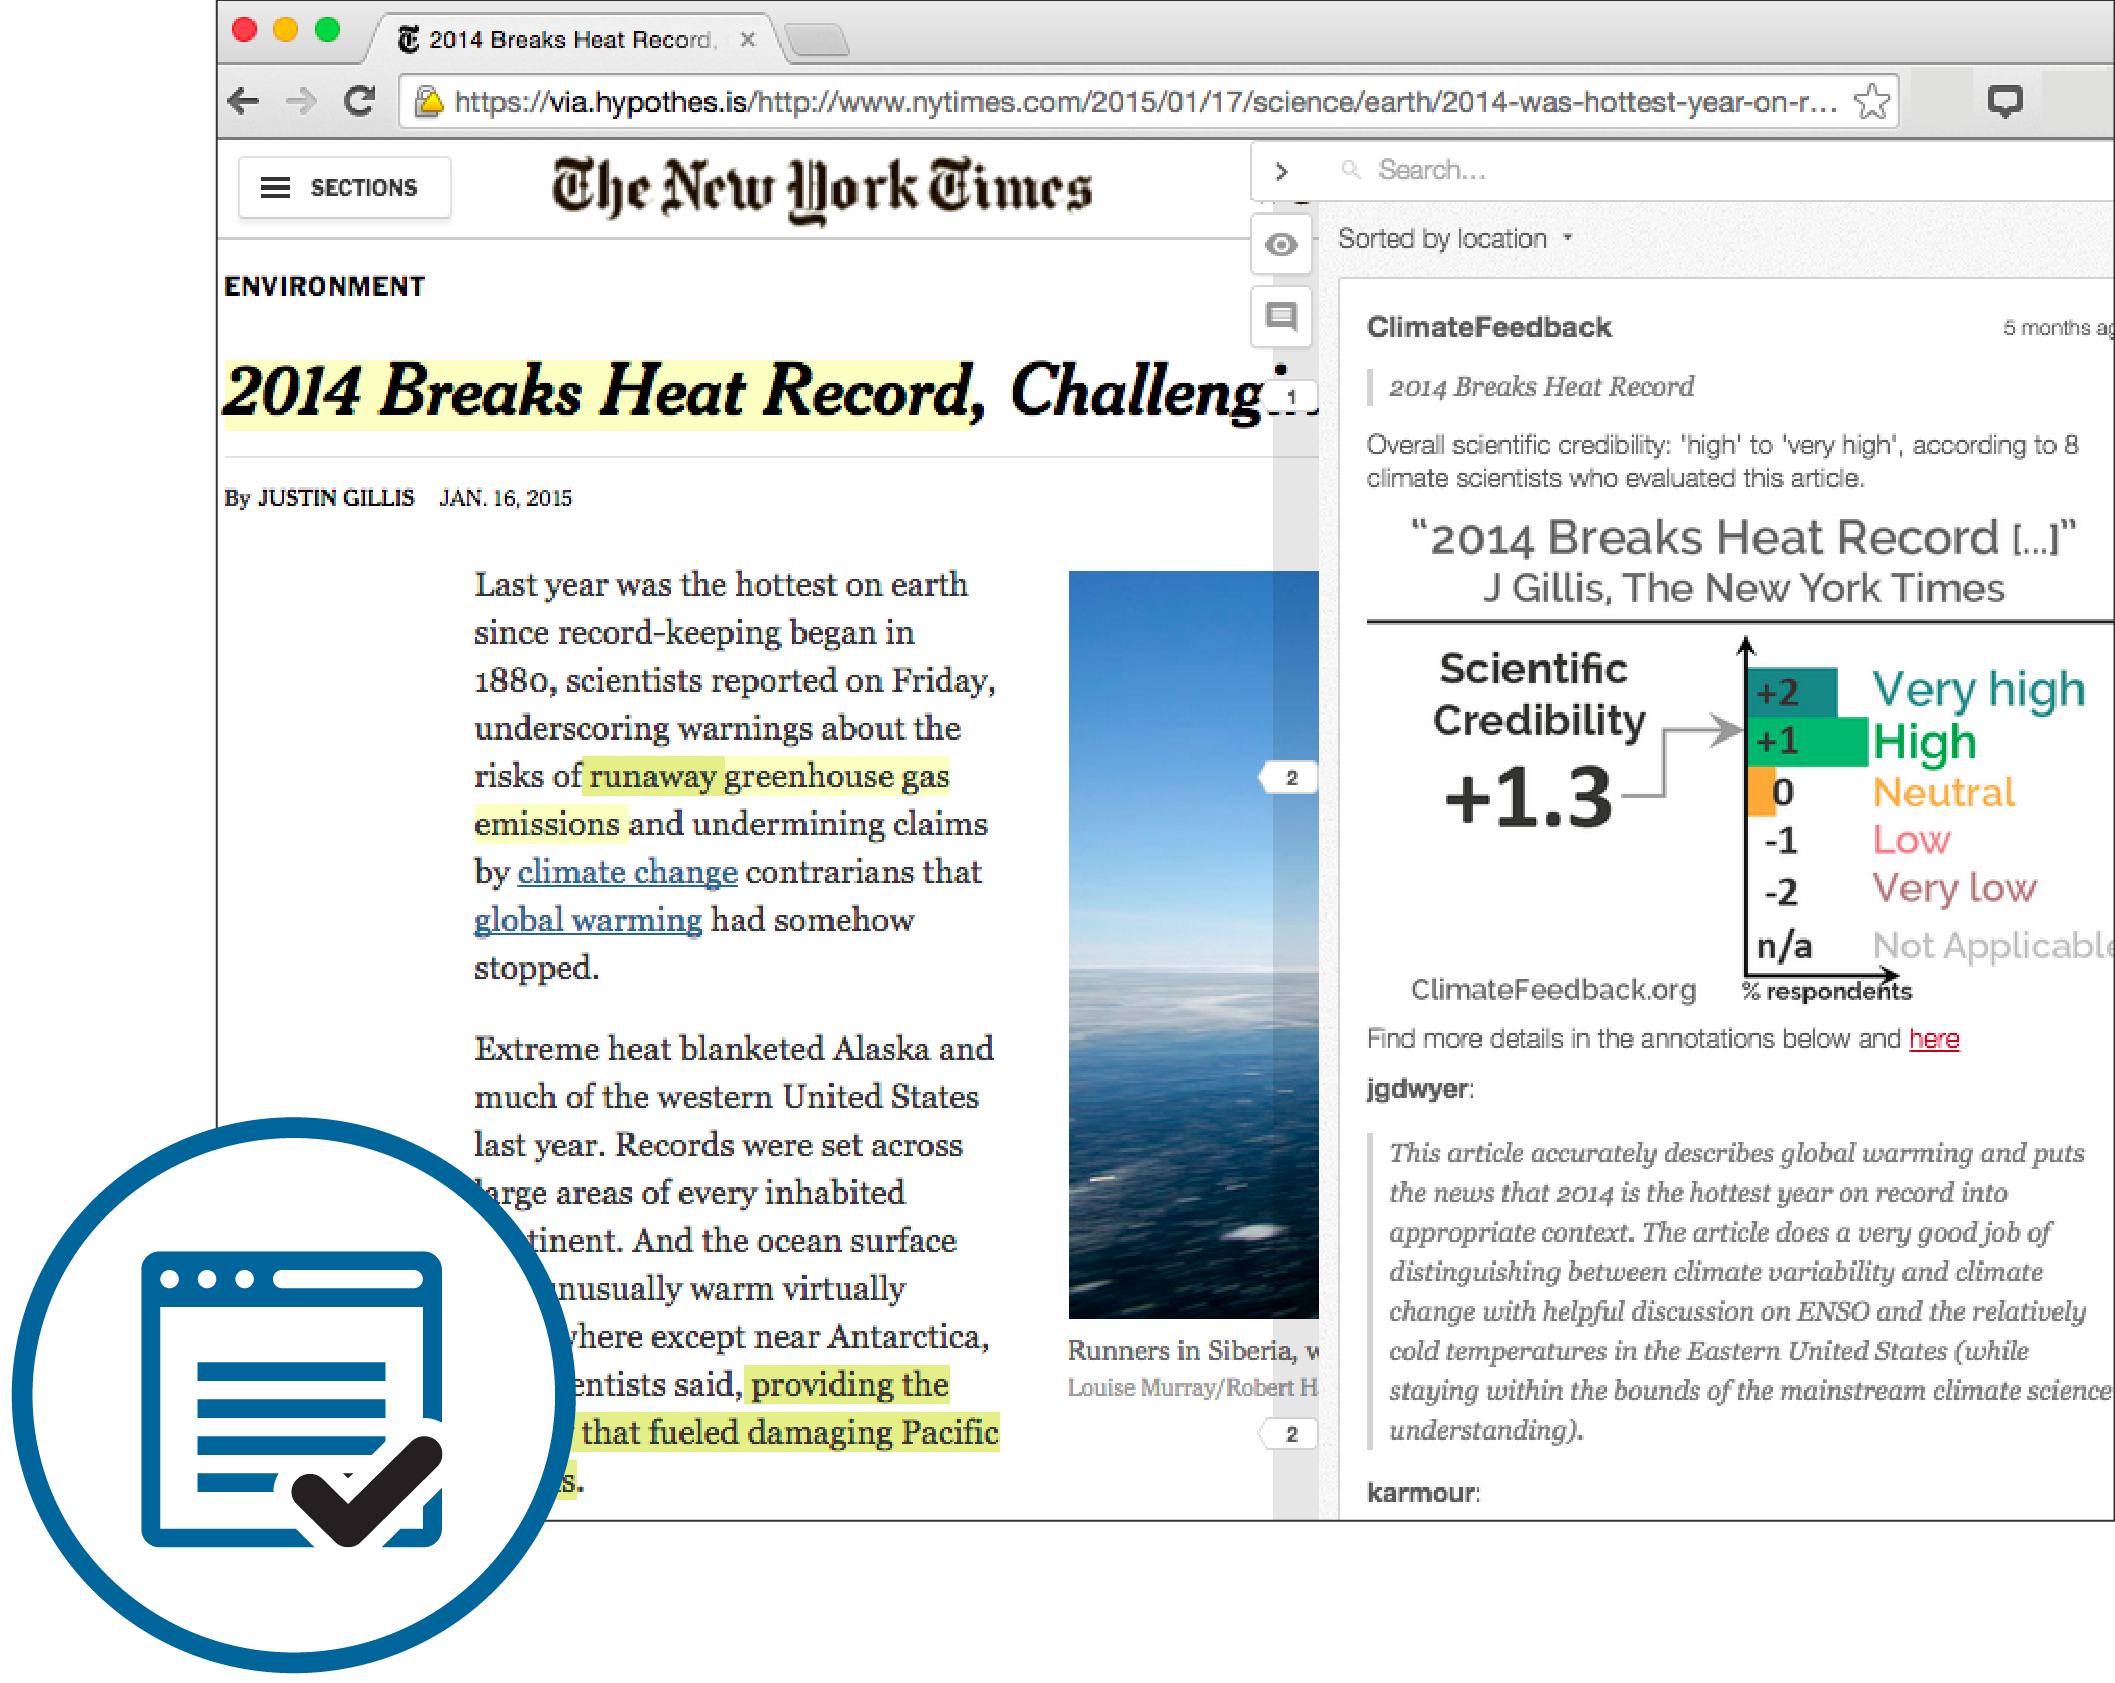 2014 Breaks Heat Record,
https://via.hypothes.is/http://www.nytimes.com/2015/01/17/science/earth/2014-was-hottest-year-on-r...
SECTIONS
The New York Times
ENVIRONMENT
2014 Breaks Heat Record, Challengi
By JUSTIN GILLIS JAN. 16, 2015
Last year was the hottest on earth
since record-keeping began in
1880, scientists reported on Friday,
underscoring warnings about the
risks of runaway greenhouse gas
emissions and undermining claims
by climate change contrarians that
global warming had somehow
stopped.
Extreme heat blanketed Alaska and
much of the western United States
last year. Records were set across
large areas of every inhabited
tinent. And the ocean surface
nusually warm virtually
here except near Antarctica,
entists said, providing the
that fueled damaging Pacific
s.
Runners in Siberia, w
Louise Murray/Robert H
1
2
2
Search...
Sorted by location
ClimateFeedback 5 months ag
2014 Breaks Heat Record
Overall scientific credibility: 'high' to 'very high', according to 8
climate scientists who evaluated this article.
“2014 Breaks Heat Record [...]”
J Gillis, The New York Times
Scientific
Credibility
+1.3
+2 Very high
+1 High
0 Neutral
-1 Low
-2 Very low
n/a Not Applicable
ClimateFeedback.org
% respondents
Find more details in the annotations below and here
jgdwyer:
This article accurately describes global warming and puts
the news that 2014 is the hottest year on record into
appropriate context. The article does a very good job of
distinguishing between climate variability and climate
change with helpful discussion on ENSO and the relatively
cold temperatures in the Eastern United States (while
staying within the bounds of the mainstream climate science
understanding).
karmour: